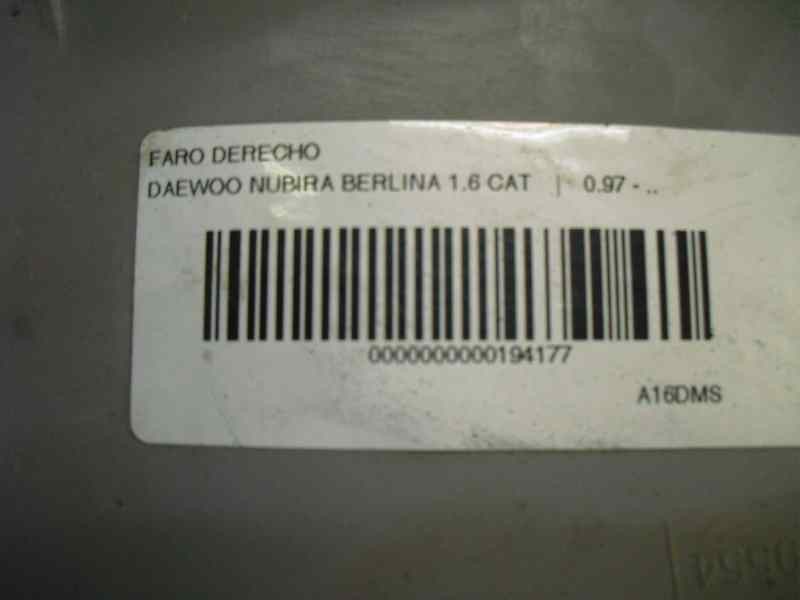 FARO DERECHO
DAEWOO NUBIRA BERLINA 1.6 CAT | 0.97 - ..
0000000000194177
A16DMS